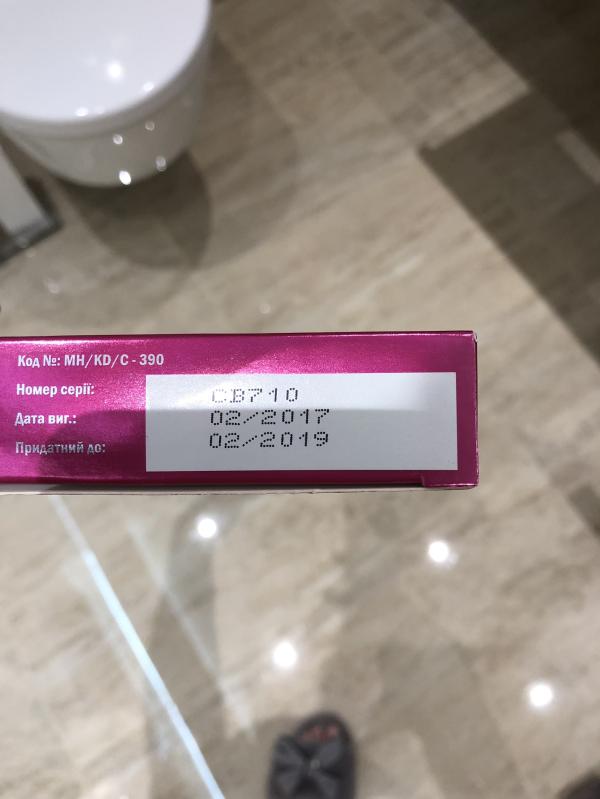 Код №: MH/KD/C - 390
Номер серії: CB710
Дата виг.: 02/2017
Придатний до: 02/2019